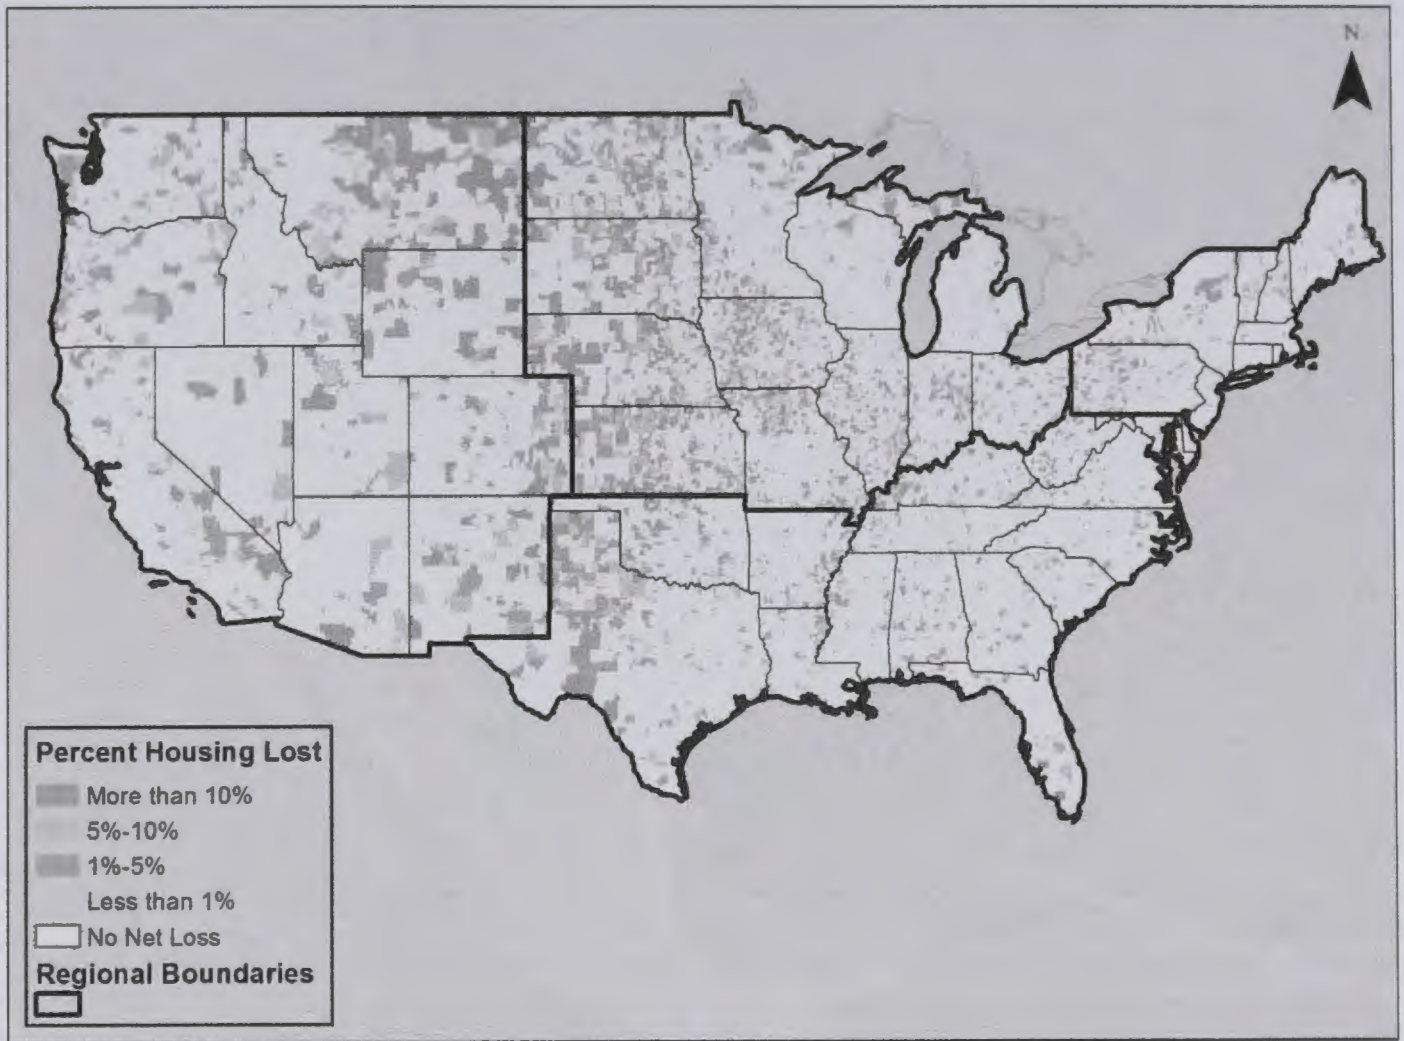 N
Percent Housing Lost
More than 10%
5%-10%
1%-5%
Less than 1%
No Net Loss
Regional Boundaries